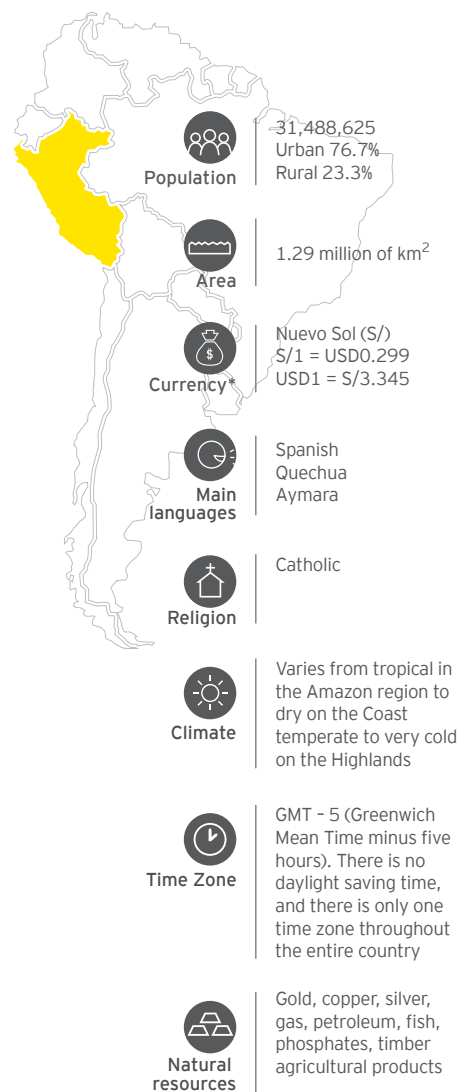 31,488,625
Urban 76.7%
Rural 23.3%
Population
1.29 million of km²
Area
Nuevo Sol (S/)
S/1 = USD0.299
USD1 = S/3.345
$
Currency*
Spanish
Quechua
Aymara
Main
languages
Catholic
Religion
Varies from tropical in
the Amazon region to
dry on the Coast
temperate to very cold
on the Highlands
Climate
GMT – 5 (Greenwich
Mean Time minus five
hours). There is no
daylight saving time,
and there is only one
time zone throughout
the entire country
Time Zone
Gold, copper, silver,
gas, petroleum, fish,
phosphates, timber
agricultural products
Natural
resources